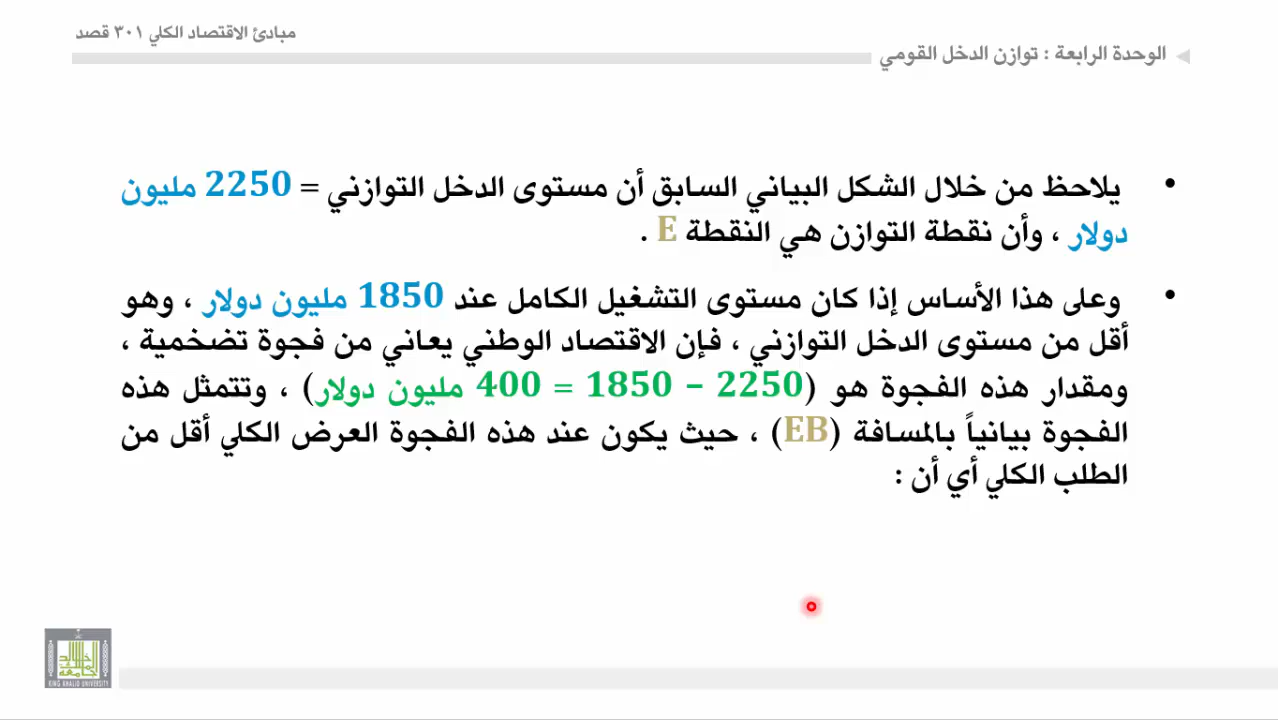 مبادئ الاقتصاد الكلي ٣٠١ قصد
الوحدة الرابعة : توازن الدخل القومي
• يلاحظ من خلال الشكل البياني السابق أن مستوى الدخل التوازني = 2250 مليون
دولار ، وأن نقطة التوازن هي النقطة E .
• وعلى هذا الأساس إذا كان مستوى التشغيل الكامل عند 1850 مليون دولار ، وهو
أقل من مستوى الدخل التوازني ، فإن الاقتصاد الوطني يعاني من فجوة تضخمية ،
ومقدار هذه الفجوة هو (2250 – 1850 = 400 مليون دولار) ، وتتمثل هذه
الفجوة بيانياً بالمسافة (EB) ، حيث يكون عند هذه الفجوة العرض الكلي أقل من
الطلب الكلي أي أن :
KING KHALID UNIVERSITY